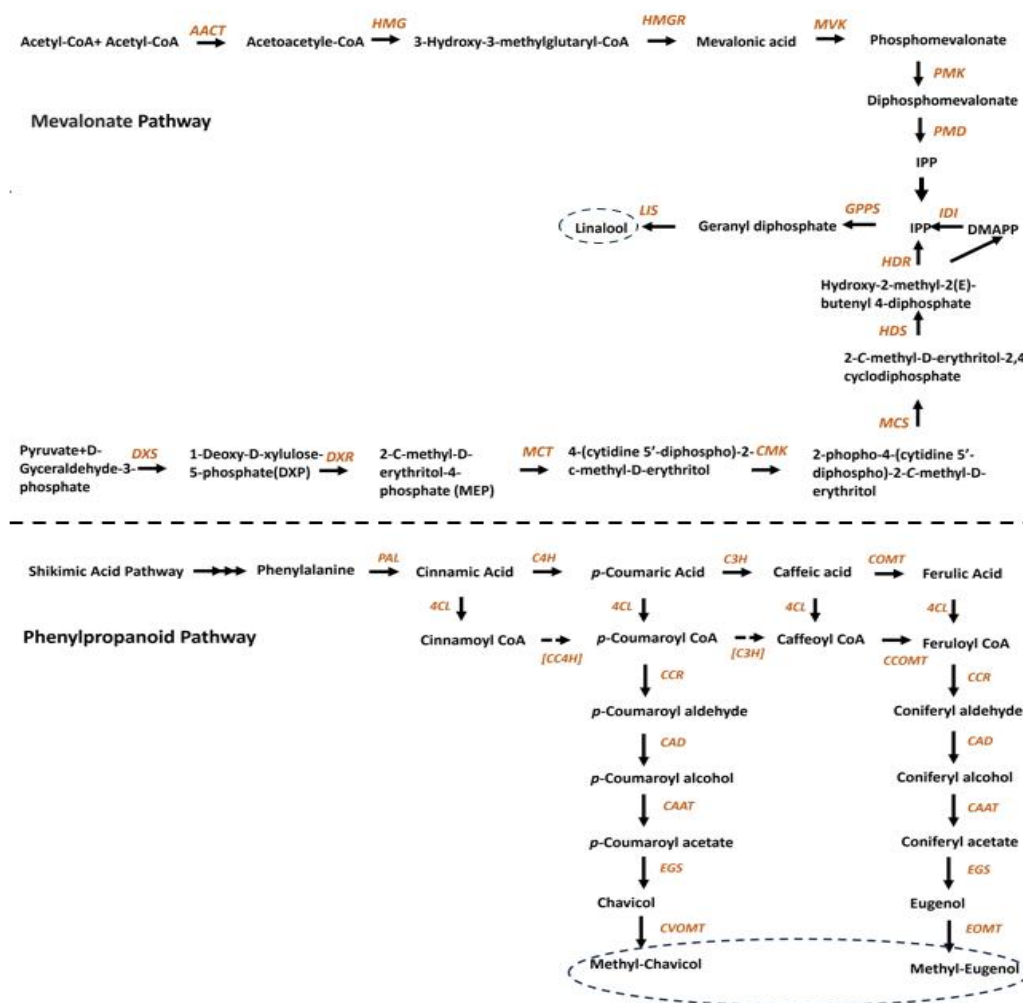 AACT HMG HMGR MVK
Acetyl-CoA+ Acetyl-CoA Acetoacetyle-CoA 3-Hydroxy-3-methylglutaryl-CoA Mevalonic acid Phosphomevalonate
PMK
Diphosphomevalonate
Mevalonate Pathway
PMD
IPP
LIS GPPS IDI
Linalool Geranyl diphosphate IPP DMAPP
HDR
Hydroxy-2-methyl-2(E)-
butenyl 4-diphosphate
HDS
2-C-methyl-D-erythritol-2,4
cyclodiphosphate
MCS
Pyruvate+D-
Gyceraldehyde-3-
phosphate
DXS
1-Deoxy-D-xylulose-
5-phosphate(DXP)
DXR
2-C-methyl-D-
erythritol-4-
phosphate (MEP)
MCT
4-(cytidine 5'-diphospho)-2-
c-methyl-D-erythritol
CMK
2-phopho-4-(cytidine 5'-
diphospho)-2-C-methyl-D-
erythritol
PAL C4H C3H COMT
Shikimic Acid Pathway Phenylalanine Cinnamic Acid p-Coumaric Acid Caffeic acid Ferulic Acid
4CL 4CL 4CL 4CL
Phenylpropanoid Pathway
Cinnamoyl CoA p-Coumaroyl CoA Caffeoyl CoA Feruloyl CoA
[CC4H] [C3H] CCOMT
CCR CCR
p-Coumaroyl aldehyde Coniferyl aldehyde
CAD CAD
p-Coumaroyl alcohol Coniferyl alcohol
CAAT CAAT
p-Coumaroyl acetate Coniferyl acetate
EGS EGS
Chavicol Eugenol
CVOMT EOMT
Methyl-Chavicol Methyl-Eugenol